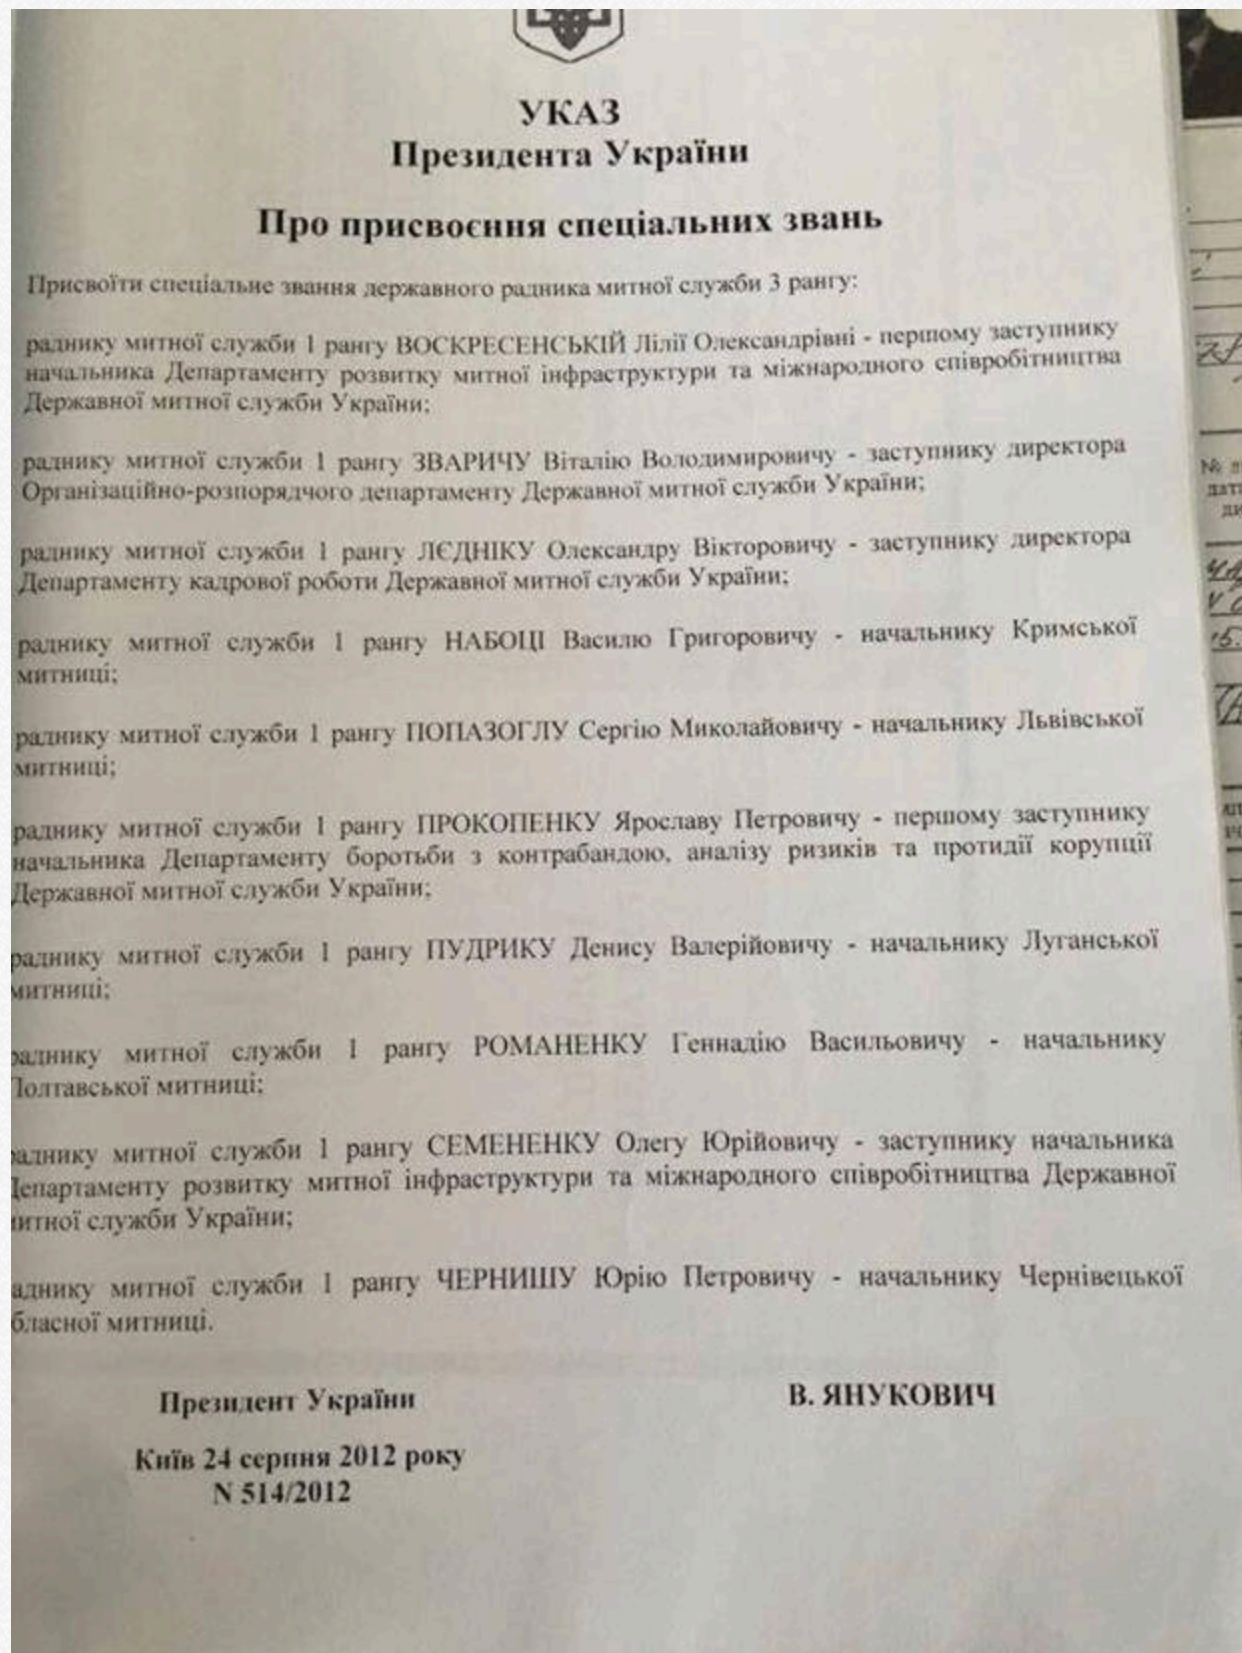 УКАЗ
Президента України
Про присвоєння спеціальних звань
Присвоїти спеціальне звання державного радника митної служби 3 рангу:
раднику митної служби 1 рангу ВОСКРЕСЕНСЬКІЙ Лілії Олександрівні - першому заступнику
начальника Департаменту розвитку митної інфраструктури та міжнародного співробітництва
Державної митної служби України;
раднику митної служби 1 рангу ЗВАРИЧУ Віталію Володимировичу - заступнику директора
Організаційно-розпорядчого департаменту Державної митної служби України;
раднику митної служби 1 рангу ЛЄДНІКУ Олександру Вікторовичу - заступнику директора
Департаменту кадрової роботи Державної митної служби України;
раднику митної служби 1 рангу НАБОЦІ Василю Григоровичу - начальнику Кримської
митниці;
раднику митної служби 1 рангу ПОПАЗОГЛУ Сергію Миколайовичу - начальнику Львівської
митниці;
раднику митної служби 1 рангу ПРОКОПЕНКУ Ярославу Петровичу - першому заступнику
начальника Департаменту боротьби з контрабандою, аналізу ризиків та протидії корупції
Державної митної служби України;
раднику митної служби 1 рангу ПУДРИКУ Денису Валерійовичу - начальнику Луганської
митниці;
раднику митної служби 1 рангу РОМАНЕНКУ Геннадію Васильовичу - начальнику
Полтавської митниці;
аднику митної служби 1 рангу СЕМЕНЕНКУ Олегу Юрійовичу - заступнику начальника
Департаменту розвитку митної інфраструктури та міжнародного співробітництва Державної
итної служби України;
аднику митної служби 1 рангу ЧЕРНИШУ Юрію Петровичу - начальнику Чернівецької
бласної митниці.
Президент України В. ЯНУКОВИЧ
Київ 24 серпня 2012 року
N 514/2012